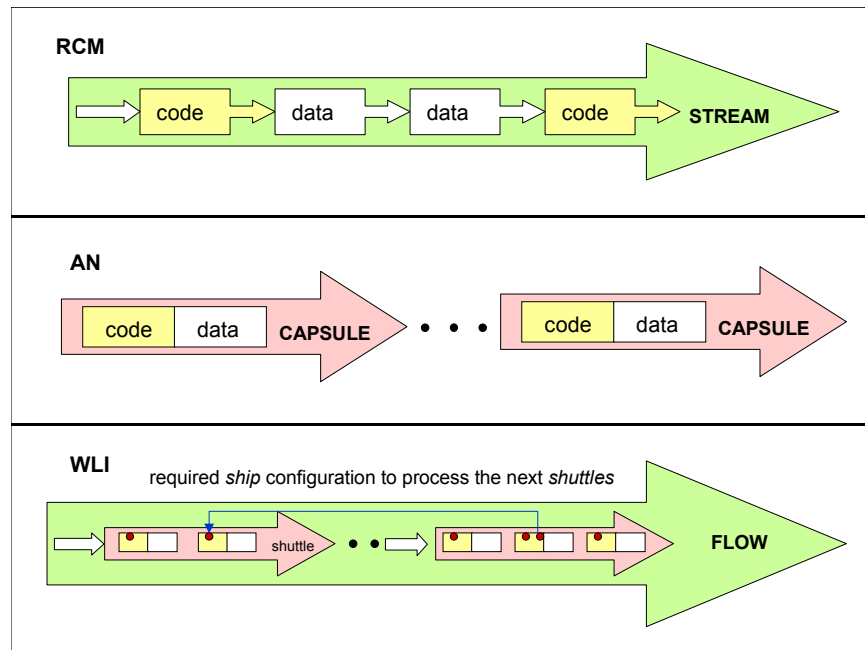 RCM
code data data code STREAM
AN
code data CAPSULE code data CAPSULE
WLI
required ship configuration to process the next shuttles
shuttle FLOW